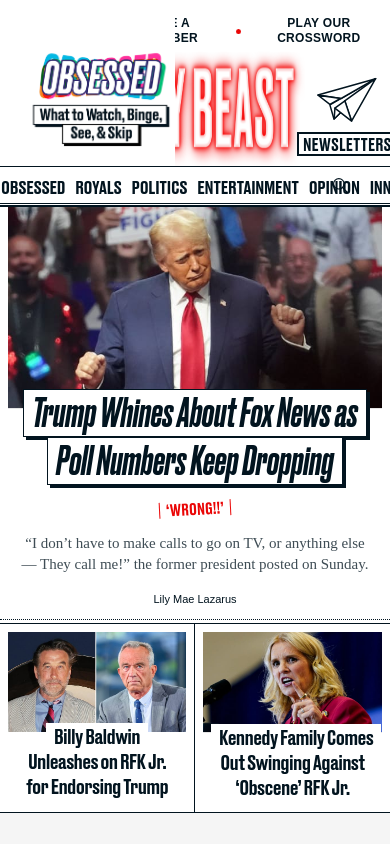 E A
BER
PLAY OUR
CROSSWORD
OBSESSED
What to Watch, Binge,
See, & Skip
Y BEAST
NEWSLETTERS
OBSESSED ROYALS POLITICS ENTERTAINMENT OPINION INN
FIGH
Trump Whines About Fox News as
Poll Numbers Keep Dropping
‘WRONG!!’
“I don’t have to make calls to go on TV, or anything else
— They call me!” the former president posted on Sunday.
Lily Mae Lazarus
Billy Baldwin
Unleashes on RFK Jr.
for Endorsing Trump
Kennedy Family Comes
Out Swinging Against
‘Obscene’ RFK Jr.